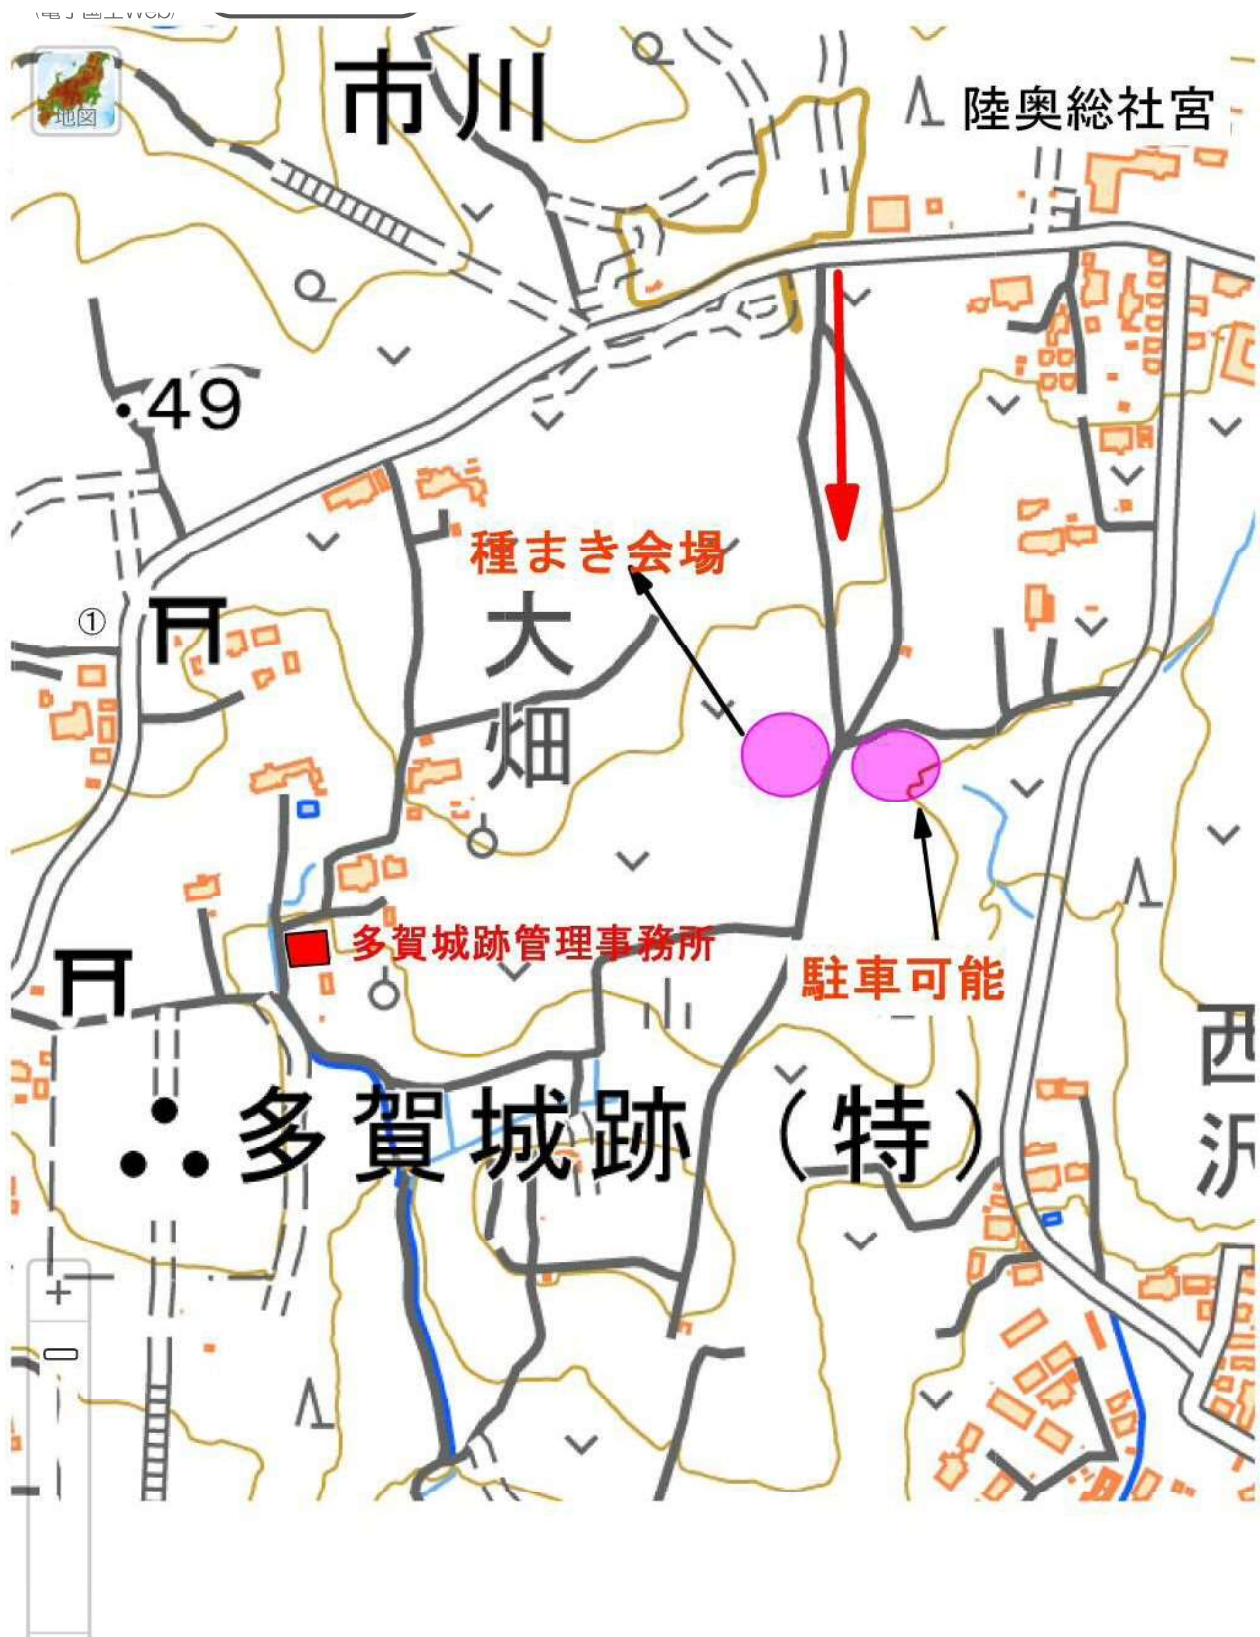 地図
市川
陸奥総社宮
49
種まき会場
①
大
畑
多賀城跡管理事務所
駐車可能
多賀城跡（特）
西
沢